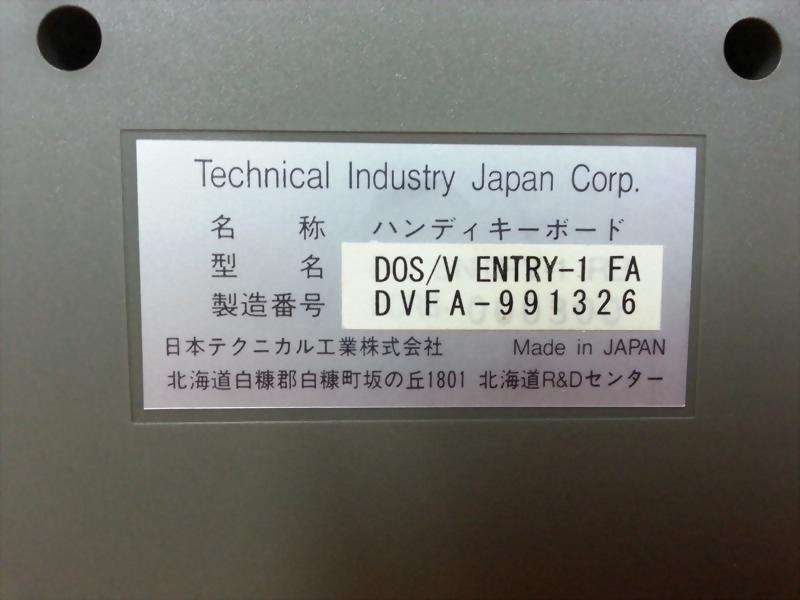 Technical Industry Japan Corp.
名 称 ハンディキーボード
型 名 DOS/V ENTRY-1 FA
製造番号 DVFA-991326
日本テクニカル工業株式会社 Made in JAPAN
北海道白糠郡白糠町坂の丘1801 北海道R&Dセンター